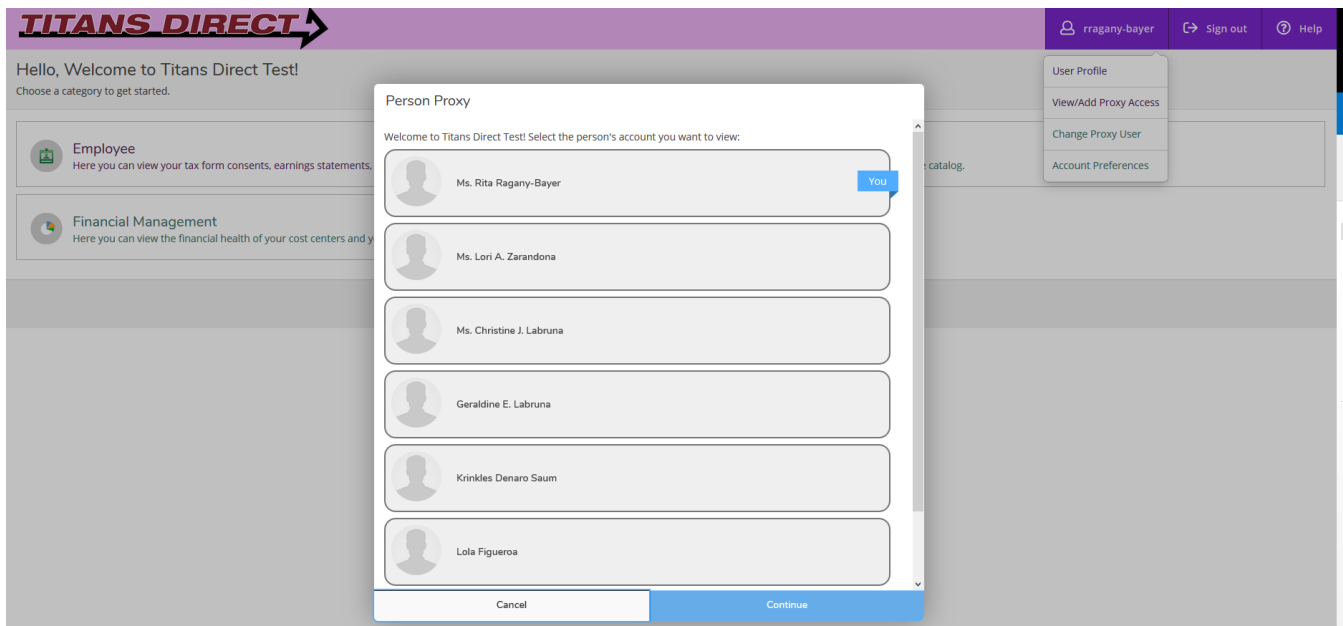 TITANS DIRECT
rragany-bayer
Sign out
Help
Hello, Welcome to Titans Direct Test!
Choose a category to get started.
User Profile
View/Add Proxy Access
Change Proxy User
Account Preferences
Employee
Here you can view your tax form consents, earnings statements,
catalog.
Financial Management
Here you can view the financial health of your cost centers and y
Person Proxy
Welcome to Titans Direct Test! Select the person's account you want to view:
Ms. Rita Ragany-Bayer
You
Ms. Lori A. Zarandona
Ms. Christine J. Labruna
Geraldine E. Labruna
Krinkles Denaro Saum
Lola Figueroa
Cancel
Continue